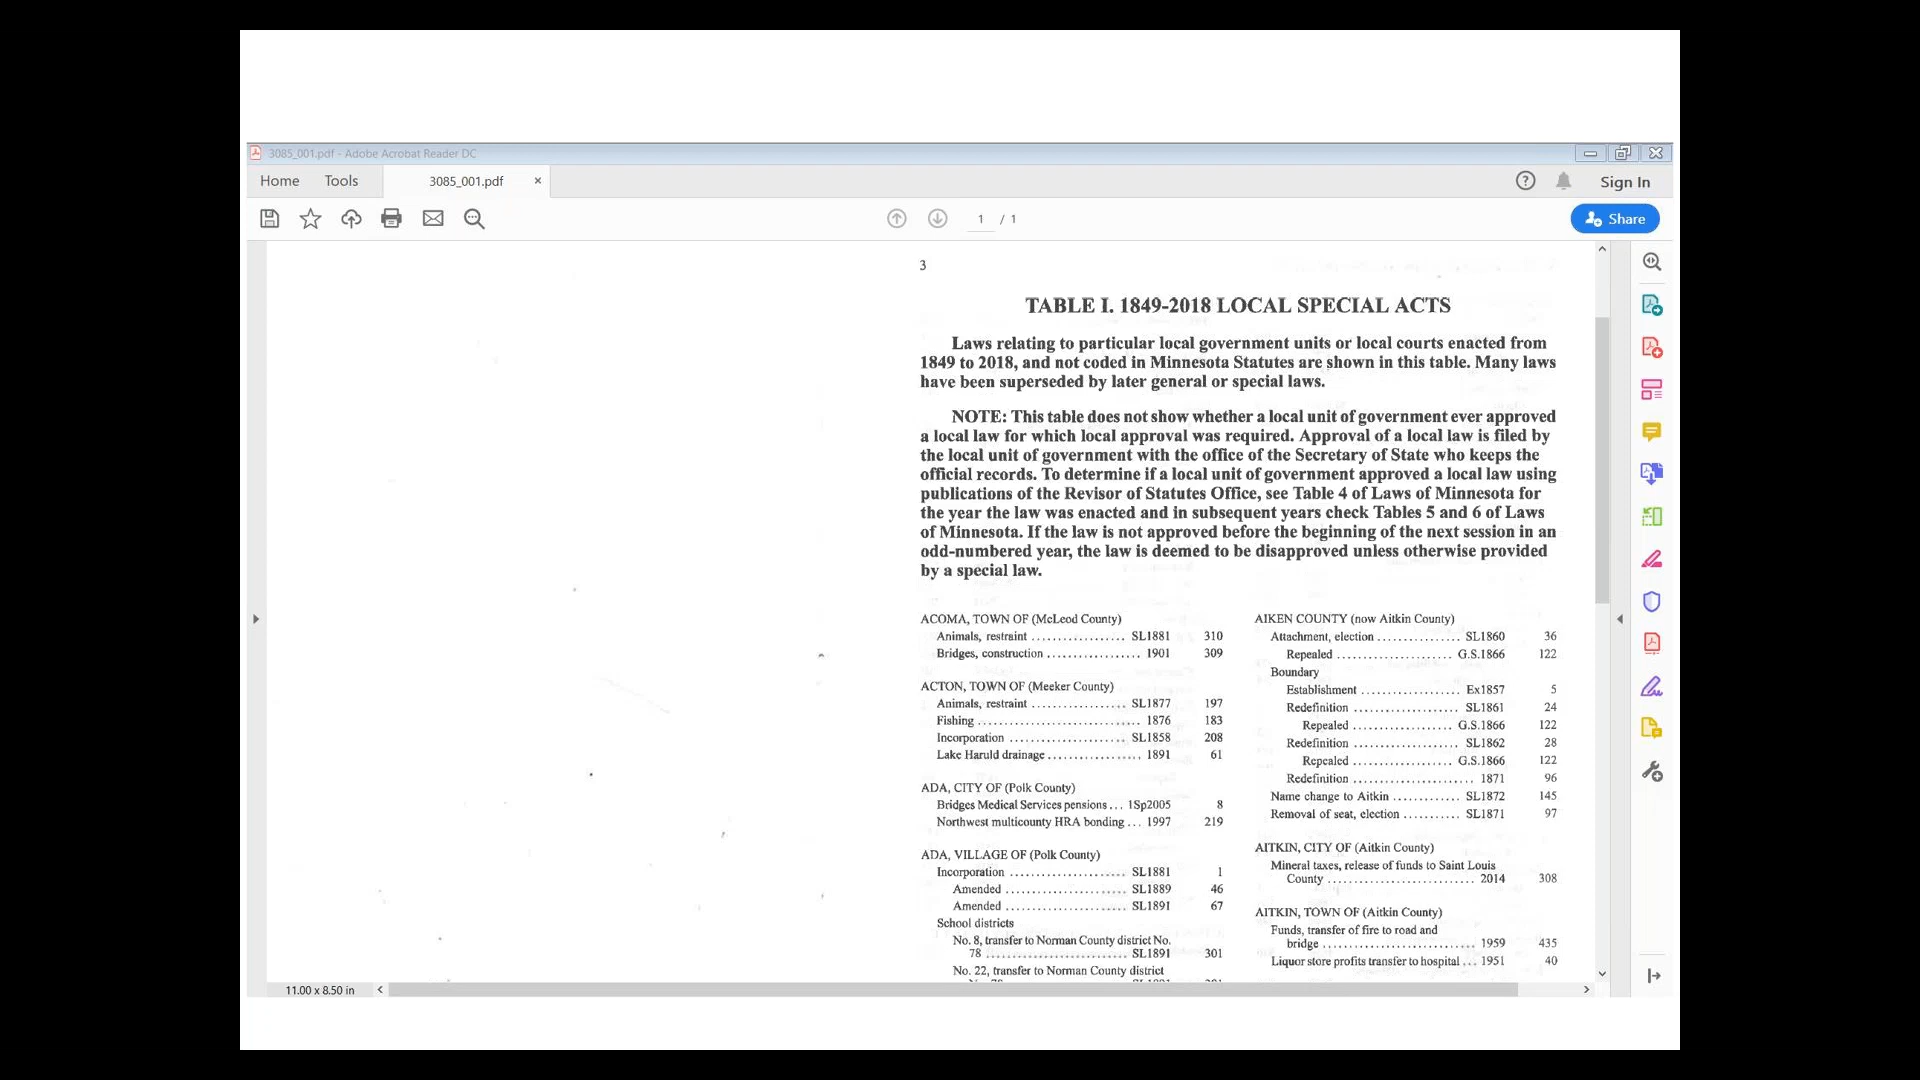 3085_001.pdf - Adobe Acrobat Reader DC
Home Tools 3085_001.pdf × Sign In
1 / 1 Share
3
TABLE I. 1849-2018 LOCAL SPECIAL ACTS
Laws relating to particular local government units or local courts enacted from
1849 to 2018, and not coded in Minnesota Statutes are shown in this table. Many laws
have been superseded by later general or special laws.
NOTE: This table does not show whether a local unit of government ever approved
a local law for which local approval was required. Approval of a local law is filed by
the local unit of government with the office of the Secretary of State who keeps the
official records. To determine if a local unit of government approved a local law using
publications of the Revisor of Statutes Office, see Table 4 of Laws of Minnesota for
the year the law was enacted and in subsequent years check Tables 5 and 6 of Laws
of Minnesota. If the law is not approved before the beginning of the next session in an
odd-numbered year, the law is deemed to be disapproved unless otherwise provided
by a special law.
ACOMA, TOWN OF (McLeod County)
Animals, restraint ................. SL1881 310
Bridges, construction ................. 1901 309
ACTON, TOWN OF (Meeker County)
Animals, restraint ................. SL1877 197
Fishing ............................. 1876 183
Incorporation ..................... SL1858 208
Lake Haruld drainage ................. 1891 61
ADA, CITY OF (Polk County)
Bridges Medical Services pensions ... 1Sp2005 8
Northwest multicounty HRA bonding ... 1997 219
ADA, VILLAGE OF (Polk County)
Incorporation ..................... SL1881 1
Amended ..................... SL1889 46
Amended ..................... SL1891 67
School districts
No. 8, transfer to Norman County district No.
78 ......................... SL1891 301
No. 22, transfer to Norman County district
AIKEN COUNTY (now Aitkin County)
Attachment, election ............... SL1860 36
Repealed ..................... G.S.1866 122
Boundary
Establishment ................... Ex1857 5
Redefinition ................... SL1861 24
Repealed ................... G.S.1866 122
Redefinition ................... SL1862 28
Repealed ................... G.S.1866 122
Redefinition ....................... 1871 96
Name change to Aitkin ............ SL1872 145
Removal of seat, election .......... SL1871 97
AITKIN, CITY OF (Aitkin County)
Mineral taxes, release of funds to Saint Louis
County ........................... 2014 308
AITKIN, TOWN OF (Aitkin County)
Funds, transfer of fire to road and
bridge ............................ 1959 435
Liquor store profits transfer to hospital ... 1951 40
11.00 x 8.50 in